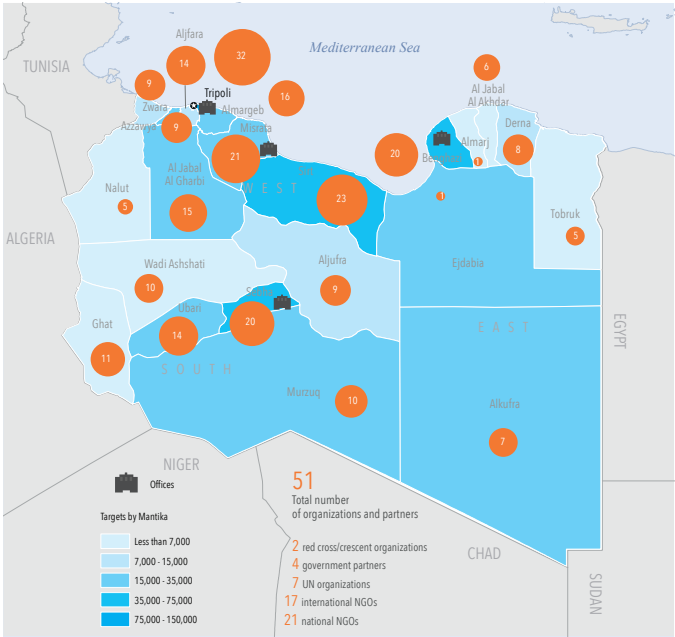 Mediterranean Sea
TUNISIA
ALGERIA
NIGER
CHAD
SUDAN
EGYPT
WEST
SOUTH
EAST
Aljfara
14
32
9
Zwara
Tripoli
Almargeb
16
Azzawya
9
Misrata
21
Al Jabal
Al Gharbi
15
Nalut
5
23
20
6
Al Jabal
Al Akhdar
Almarj
1
Derna
8
1
Tobruk
5
Ejdabia
Wadi Ashshati
10
Aljufra
9
Ubari
14
20
Ghat
11
Murzuq
10
Alkufra
7
Offices
Targets by Mantika
Less than 7,000
7,000 - 15,000
15,000 - 35,000
35,000 - 75,000
75,000 - 150,000
51
Total number
of organizations and partners
2 red cross/crescent organizations
4 government partners
7 UN organizations
17 international NGOs
21 national NGOs